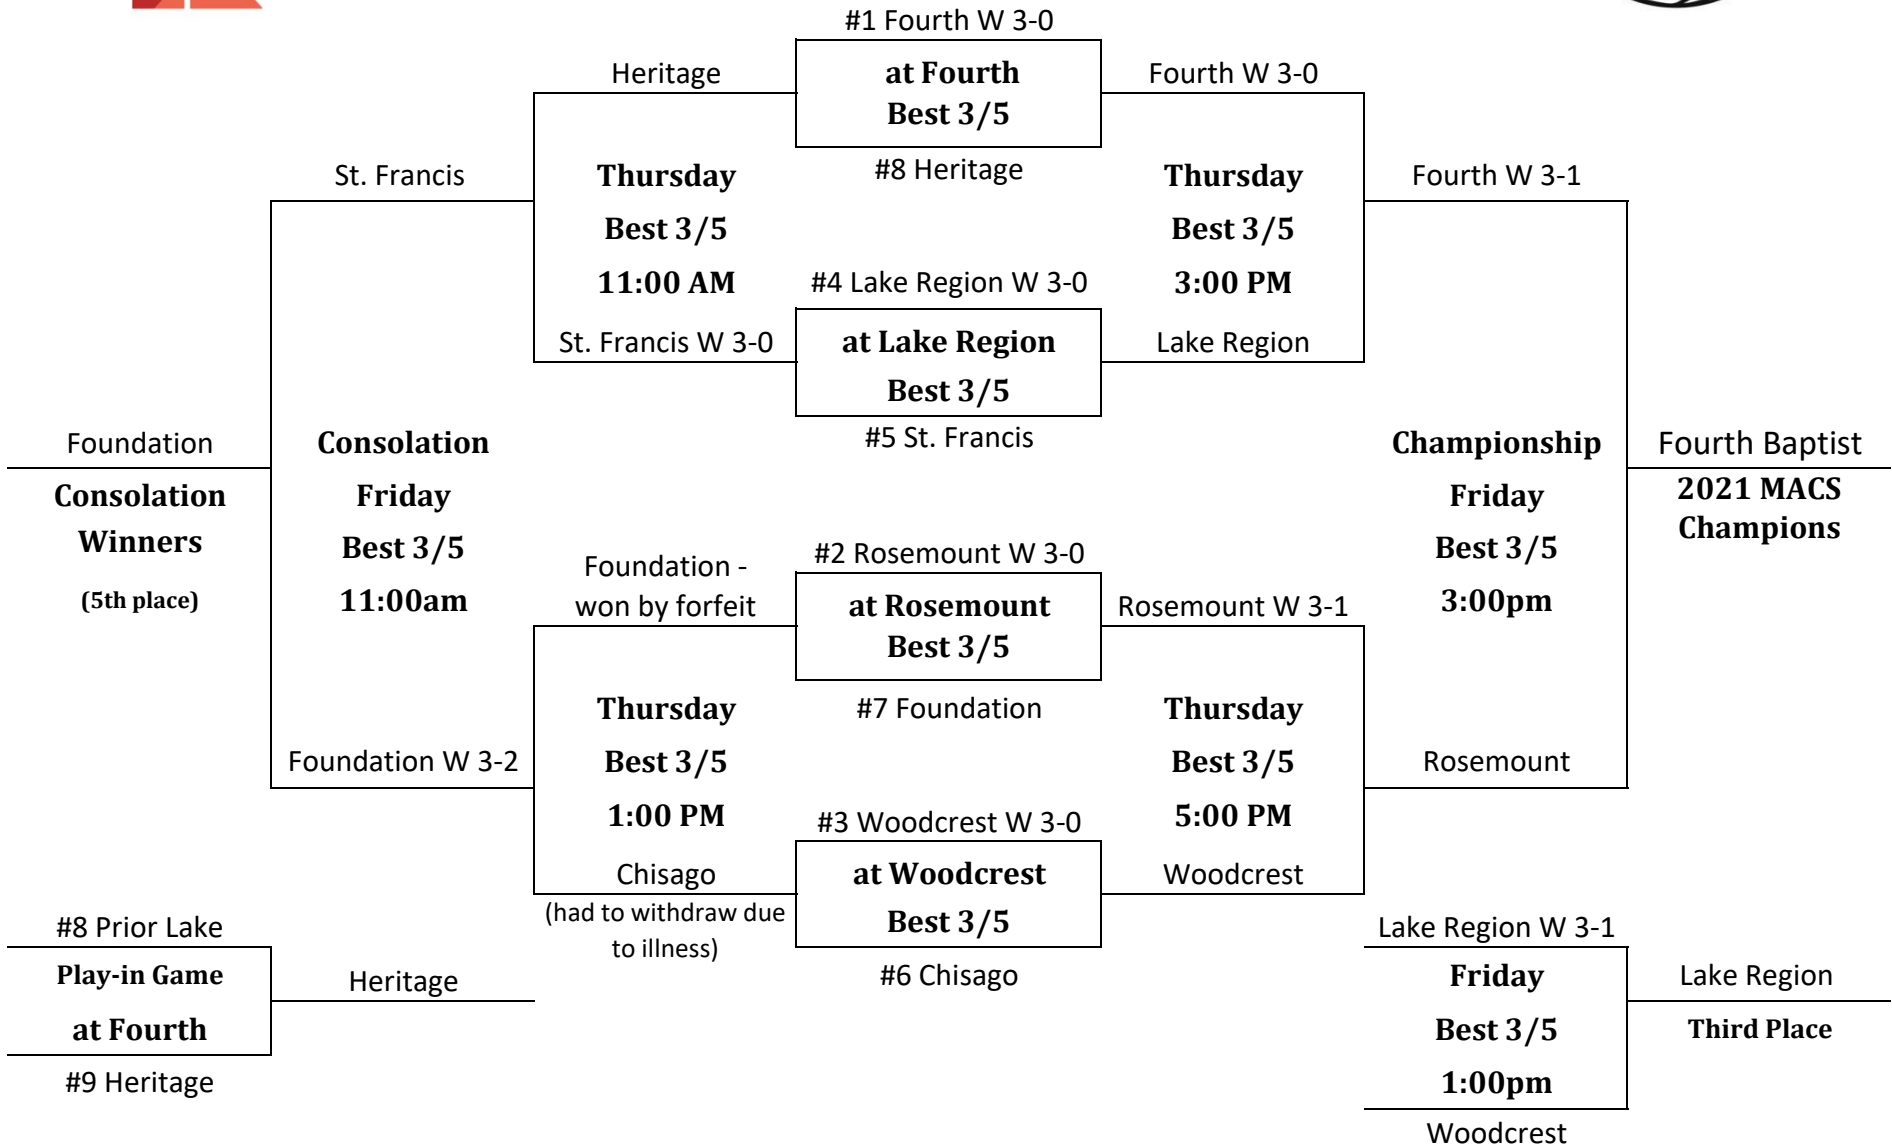 #1 Fourth W 3-0
Heritage
at Fourth
Best 3/5
Fourth W 3-0
#8 Heritage
St. Francis
Thursday
Best 3/5
11:00 AM
Thursday
Best 3/5
3:00 PM
Fourth W 3-1
#4 Lake Region W 3-0
St. Francis W 3-0
at Lake Region
Best 3/5
Lake Region
#5 St. Francis
Foundation
Consolation
Winners
(5th place)
Consolation
Friday
Best 3/5
11:00am
Championship
Friday
Best 3/5
3:00pm
Fourth Baptist
2021 MACS
Champions
#2 Rosemount W 3-0
Foundation -
won by forfeit
at Rosemount
Best 3/5
Rosemount W 3-1
#7 Foundation
Foundation W 3-2
Thursday
Best 3/5
1:00 PM
Thursday
Best 3/5
5:00 PM
Rosemount
#3 Woodcrest W 3-0
Chisago
(had to withdraw due
to illness)
at Woodcrest
Best 3/5
Woodcrest
#6 Chisago
#8 Prior Lake
Play-in Game
at Fourth
#9 Heritage
Heritage
Lake Region W 3-1
Friday
Best 3/5
1:00pm
Woodcrest
Lake Region
Third Place